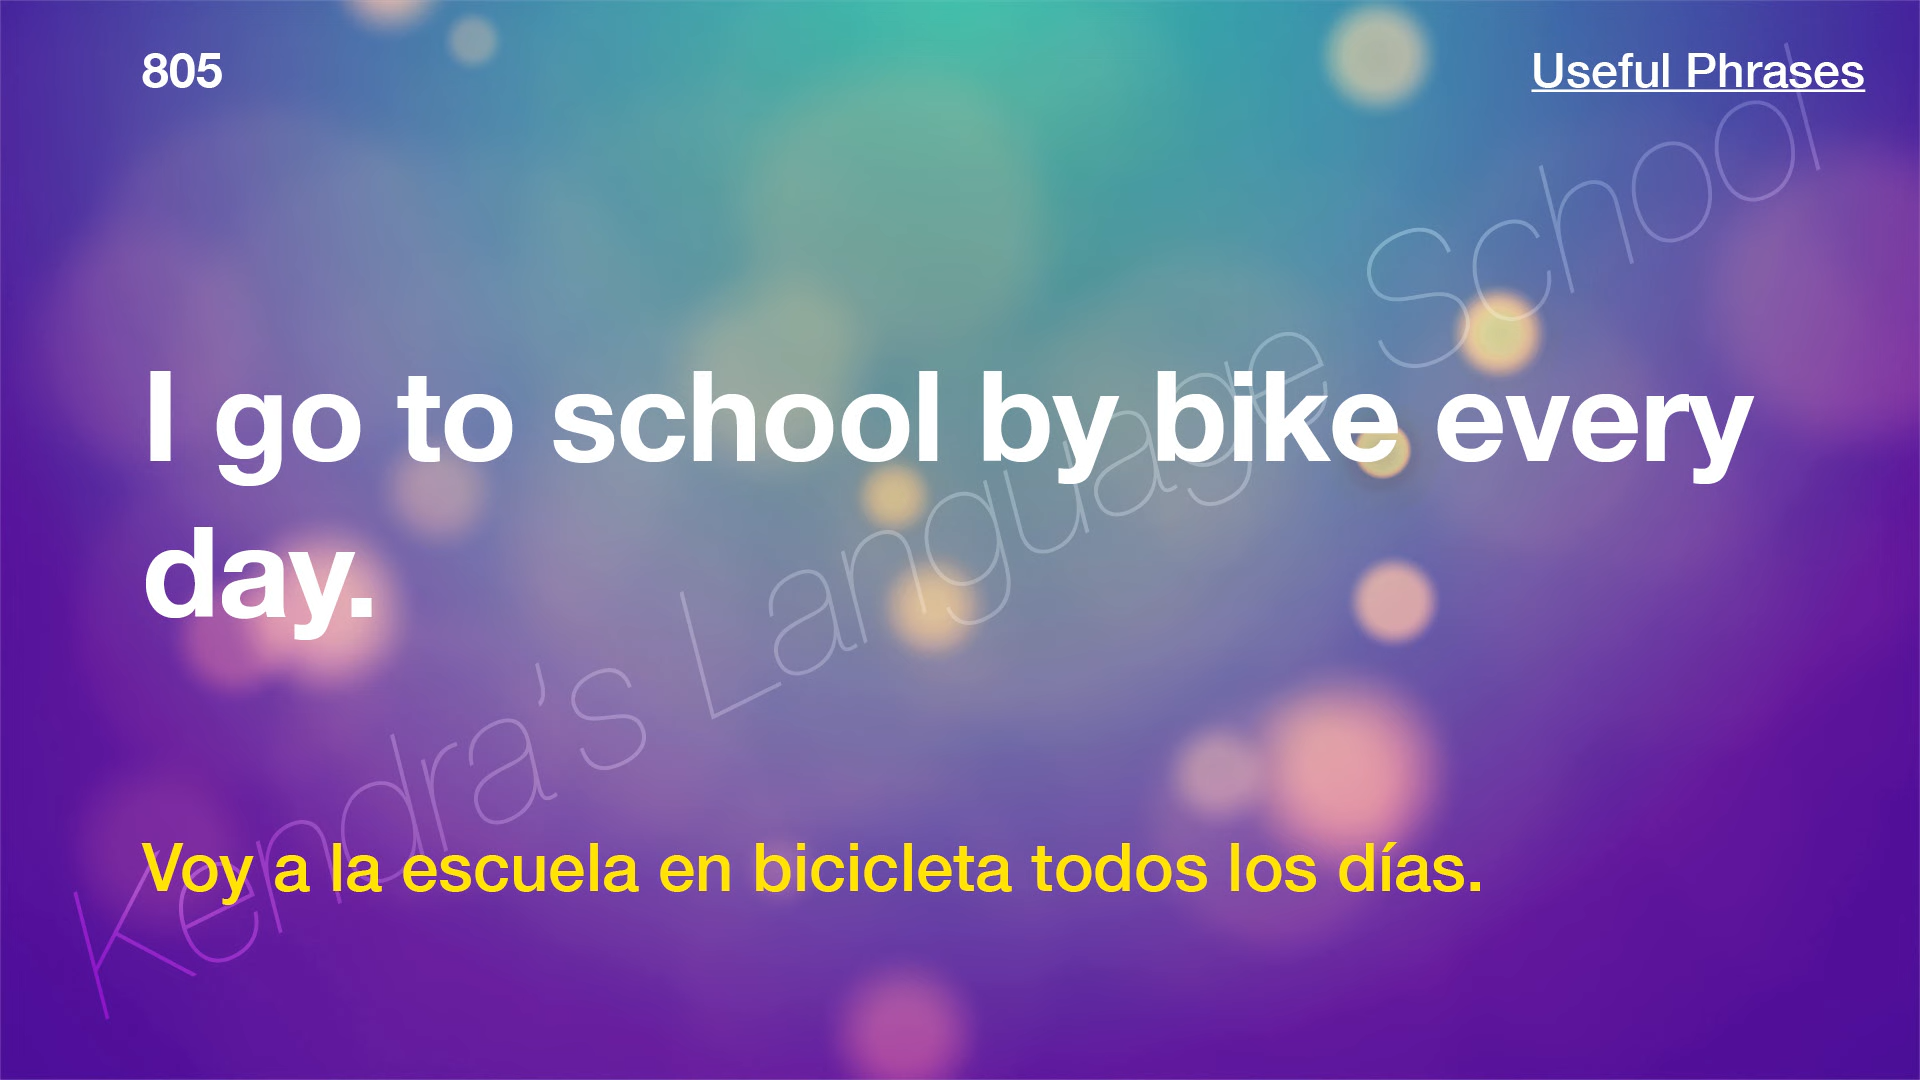 805
Useful Phrases
I go to school by bike every
day.
Voy a la escuela en bicicleta todos los días.
Kendra’s Language School